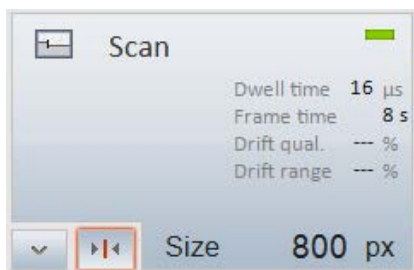 Scan
Dwell time 16 µs
Frame time 8 s
Drift qual. --- %
Drift range --- %
Size 800 px